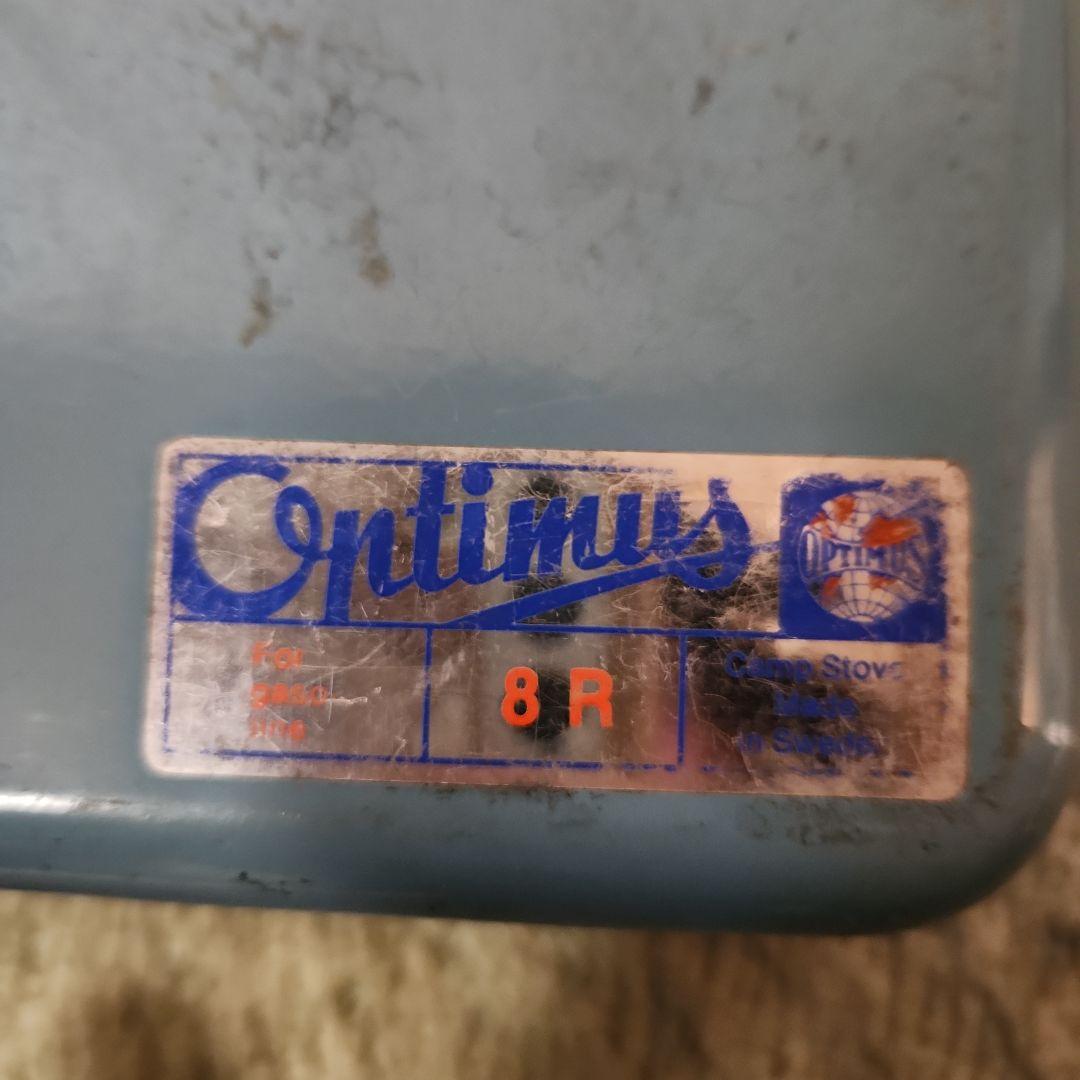 Optimus
OPTIMUS
For
gaso
line
8 R
Camp Stove
Made
in Sweden